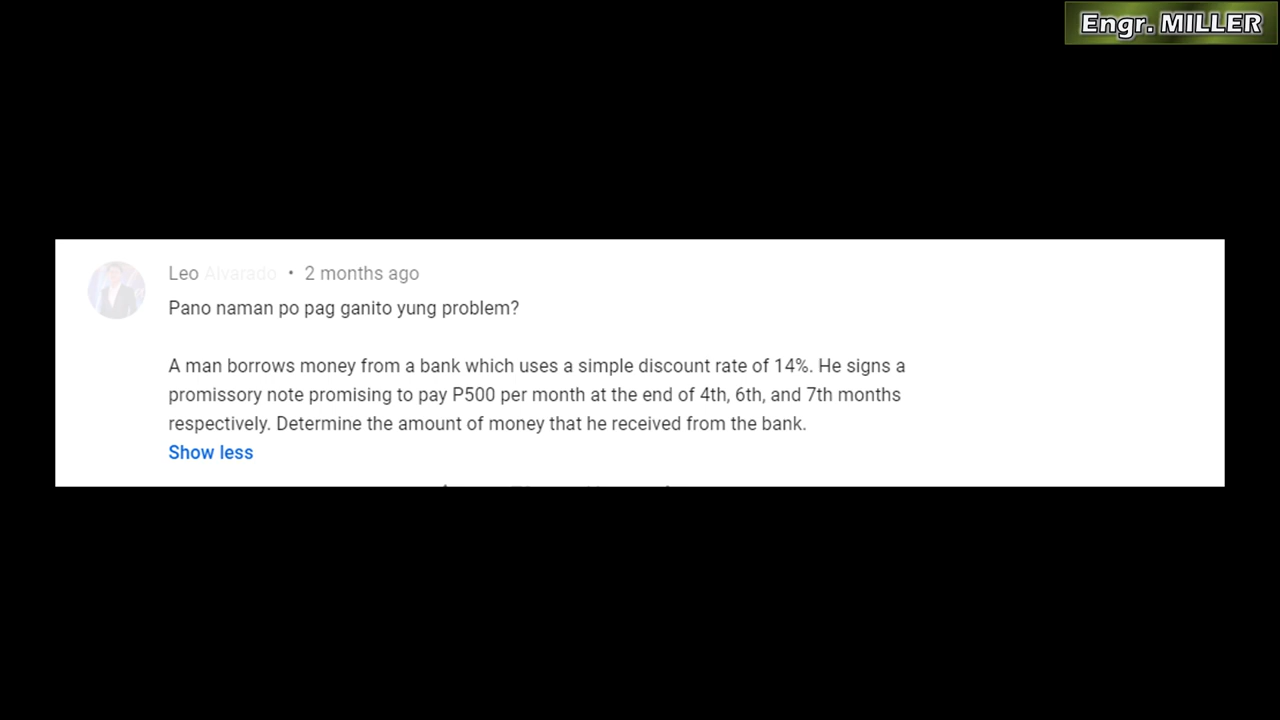 Engr. MILLER
Leo Alvarado • 2 months ago
Pano naman po pag ganito yung problem?
A man borrows money from a bank which uses a simple discount rate of 14%. He signs a
promissory note promising to pay P500 per month at the end of 4th, 6th, and 7th months
respectively. Determine the amount of money that he received from the bank.
Show less